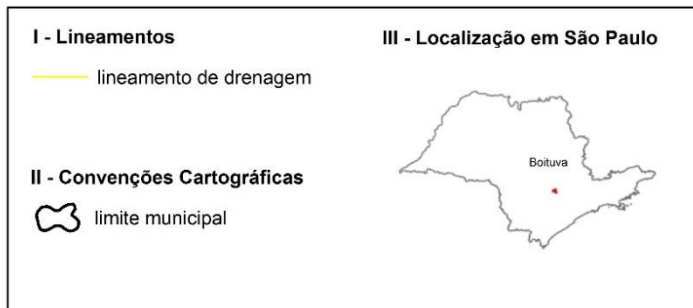 I - Lineamentos
lineamento de drenagem
II - Convenções Cartográficas
limite municipal
III - Localização em São Paulo
Boituva